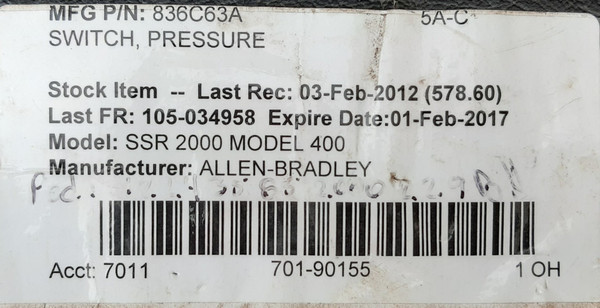 MFG P/N: 836C63A 5A-C
SWITCH, PRESSURE
Stock Item -- Last Rec: 03-Feb-2012 (578.60)
Last FR: 105-034958 Expire Date:01-Feb-2017
Model: SSR 2000 MODEL 400
Manufacturer: ALLEN-BRADLEY
Acct: 7011 701-90155 1 OH